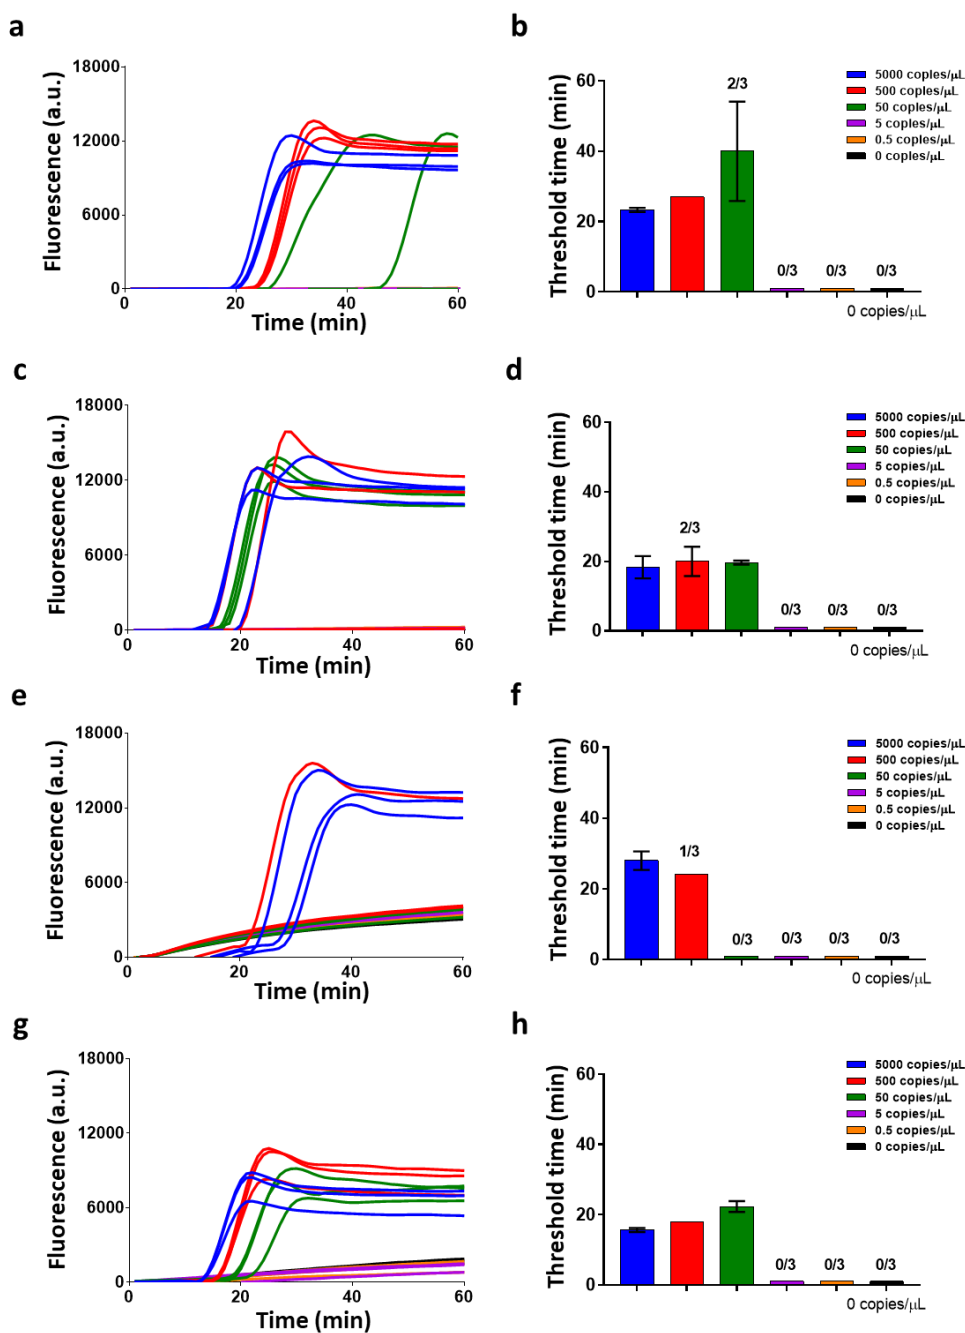 a
Fluorescence (a.u.)
18000
12000
6000
0
0
20
40
60
Time (min)
b
Threshold time (min)
60
40
20
0
2/3
0/3
0/3
0/3
0 copies/μL
5000 copies/μL
500 copies/μL
50 copies/μL
5 copies/μL
0.5 copies/μL
0 copies/μL
c
Fluorescence (a.u.)
18000
12000
6000
0
0
20
40
60
Time (min)
d
Threshold time (min)
60
40
20
0
2/3
0/3
0/3
0/3
0 copies/μL
5000 copies/μL
500 copies/μL
50 copies/μL
5 copies/μL
0.5 copies/μL
0 copies/μL
e
Fluorescence (a.u.)
18000
12000
6000
0
0
20
40
60
Time (min)
f
Threshold time (min)
60
40
20
0
1/3
0/3
0/3
0/3
0/3
0 copies/μL
5000 copies/μL
500 copies/μL
50 copies/μL
5 copies/μL
0.5 copies/μL
0 copies/μL
g
Fluorescence (a.u.)
18000
12000
6000
0
0
20
40
60
Time (min)
h
Threshold time (min)
60
40
20
0
0/3
0/3
0/3
0 copies/μL
5000 copies/μL
500 copies/μL
50 copies/μL
5 copies/μL
0.5 copies/μL
0 copies/μL